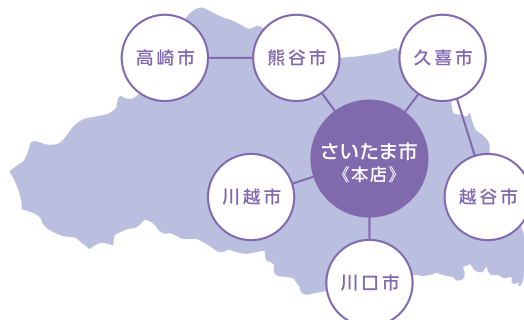 高崎市
熊谷市
久喜市
さいたま市
《本店》
川越市
越谷市
川口市